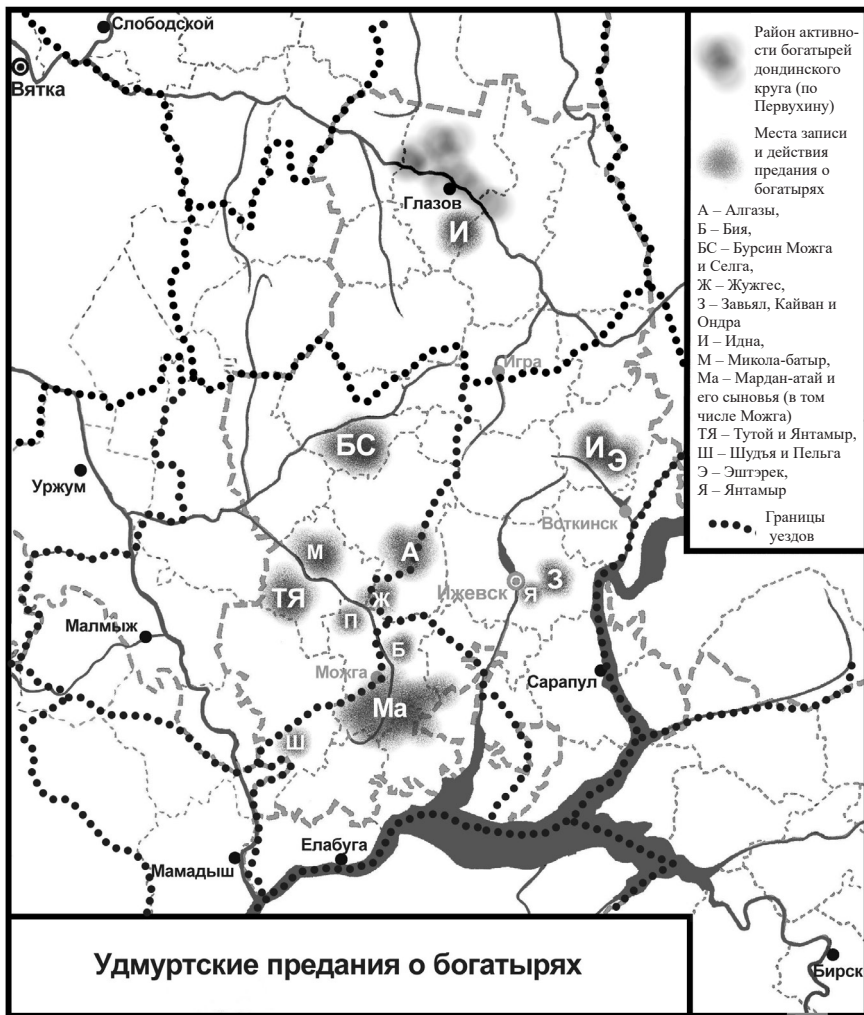 Слободской
Вятка
Глазов
И
Игра
БС
И
Э
Уржум
Воткинск
М
А
ТЯ
Ж
П
Ижевск
Я
З
Малмыж
Б
Можга
Сарапул
Ма
Ш
Елабуга
Мамадыш
Бирск
Район активно-
сти богатырей
дондинского
круга (по
Первухину)
Места записи
и действия
предания о
богатырях
А – Алгазы,
Б – Бия,
БС – Бурсин Можга
и Селга,
Ж – Жужгес,
З – Завьял, Кайван и
Ондра
И – Идна,
М – Микола-батыр,
Ма – Мардан-атай и
его сыновья (в том
числе Можга)
ТЯ – Тутой и Янтамыр,
Ш – Шудъя и Пельга
Э – Эштэрек,
Я – Янтамыр
Границы
уездов
Удмуртские предания о богатырях